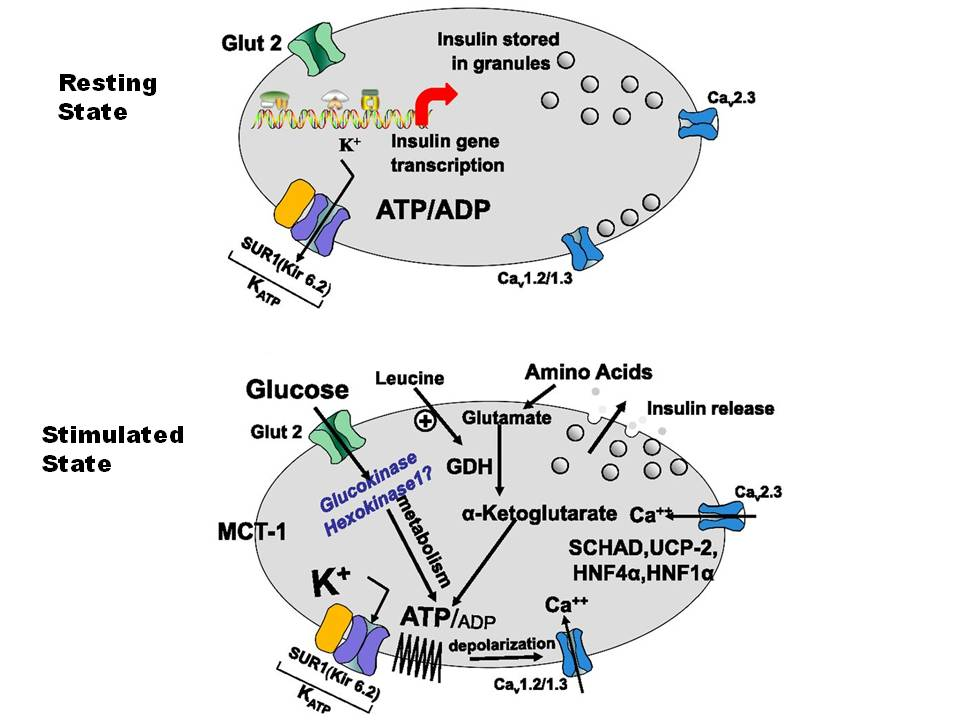 Resting
State
Glut 2
Insulin stored
in granules
Caᵥ2.3
K⁺
Insulin gene
transcription
ATP/ADP
SUR1(Kir 6.2)
K_ATP
Caᵥ1.2/1.3
Stimulated
State
Glucose
Leucine
Amino Acids
Glut 2
+
Glutamate
Insulin release
GDH
Glucokinase
Hexokinase1?
metabolism
α-Ketoglutarate
Ca⁺⁺
Caᵥ2.3
MCT-1
SCHAD,UCP-2,
HNF4α,HNF1α
K⁺
ATP/ADP
Ca⁺⁺
depolarization
SUR1(Kir 6.2)
K_ATP
Caᵥ1.2/1.3